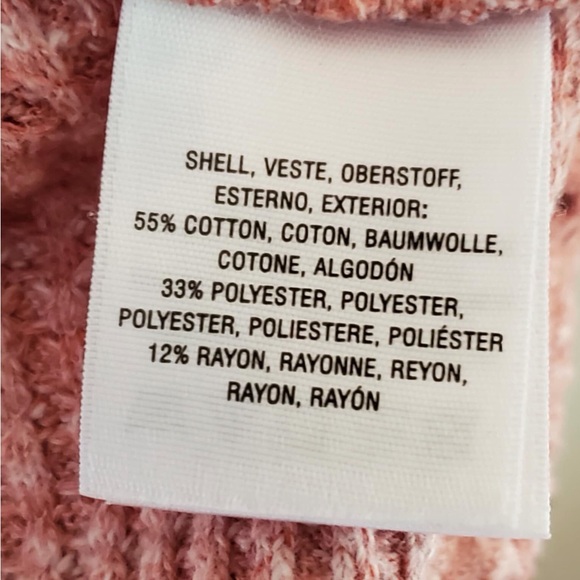 SHELL, VESTE, OBERSTOFF,
ESTERNO, EXTERIOR:
55% COTTON, COTON, BAUMWOLLE,
COTONE, ALGODÓN
33% POLYESTER, POLYESTER,
POLYESTER, POLIESTERE, POLIÉSTER
12% RAYON, RAYONNE, REYON,
RAYON, RAYÓN